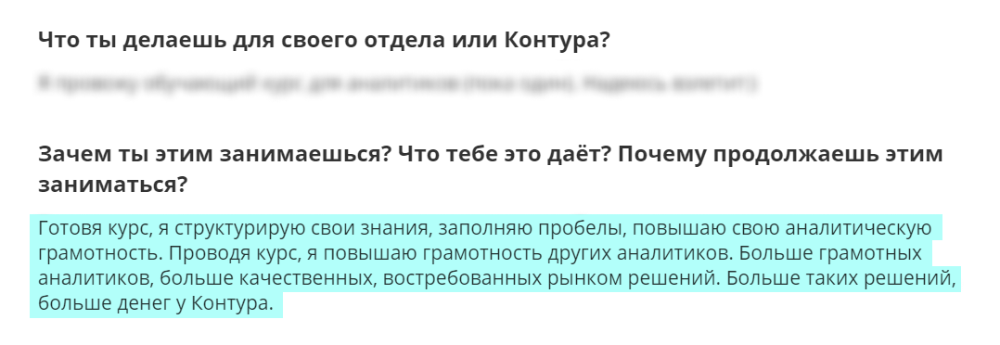 Что ты делаешь для своего отдела или Контура?
Зачем ты этим занимаешься? Что тебе это даёт? Почему продолжаешь этим
заниматься?
Готовя курс, я структурирую свои знания, заполняю пробелы, повышаю свою аналитическую
грамотность. Проводя курс, я повышаю грамотность других аналитиков. Больше грамотных
аналитиков, больше качественных, востребованных рынком решений. Больше таких решений,
больше денег у Контура.